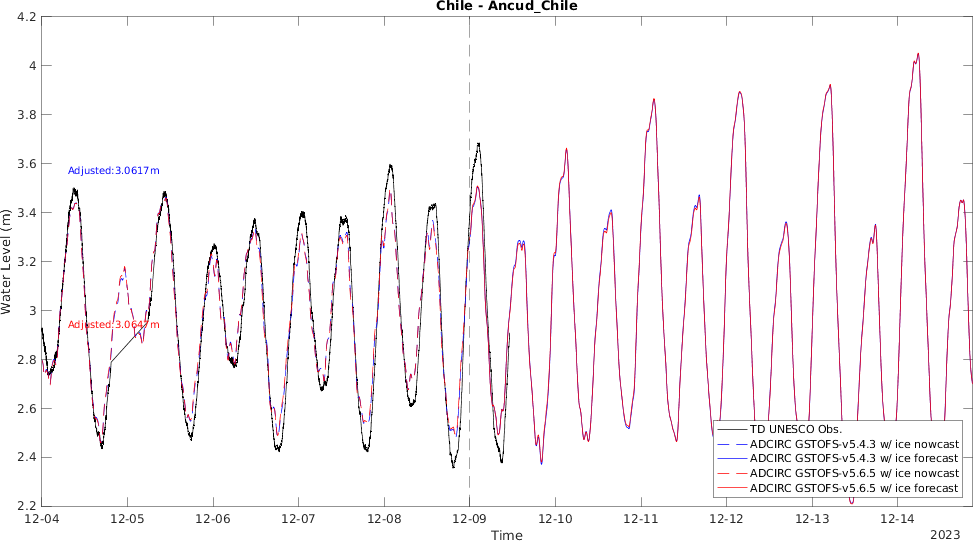 Chile - Ancud_Chile
4.2
4
3.8
3.6
3.4
3.2
3
2.8
2.6
2.4
2.2
Water Level (m)
Adjusted:3.0617m
Adjusted:3.0647m
TD UNESCO Obs.
ADCIRC GSTOFS-v5.4.3 w/ ice nowcast
ADCIRC GSTOFS-v5.4.3 w/ ice forecast
ADCIRC GSTOFS-v5.6.5 w/ ice nowcast
ADCIRC GSTOFS-v5.6.5 w/ ice forecast
12-04 12-05 12-06 12-07 12-08 12-09 12-10 12-11 12-12 12-13 12-14
Time
2023